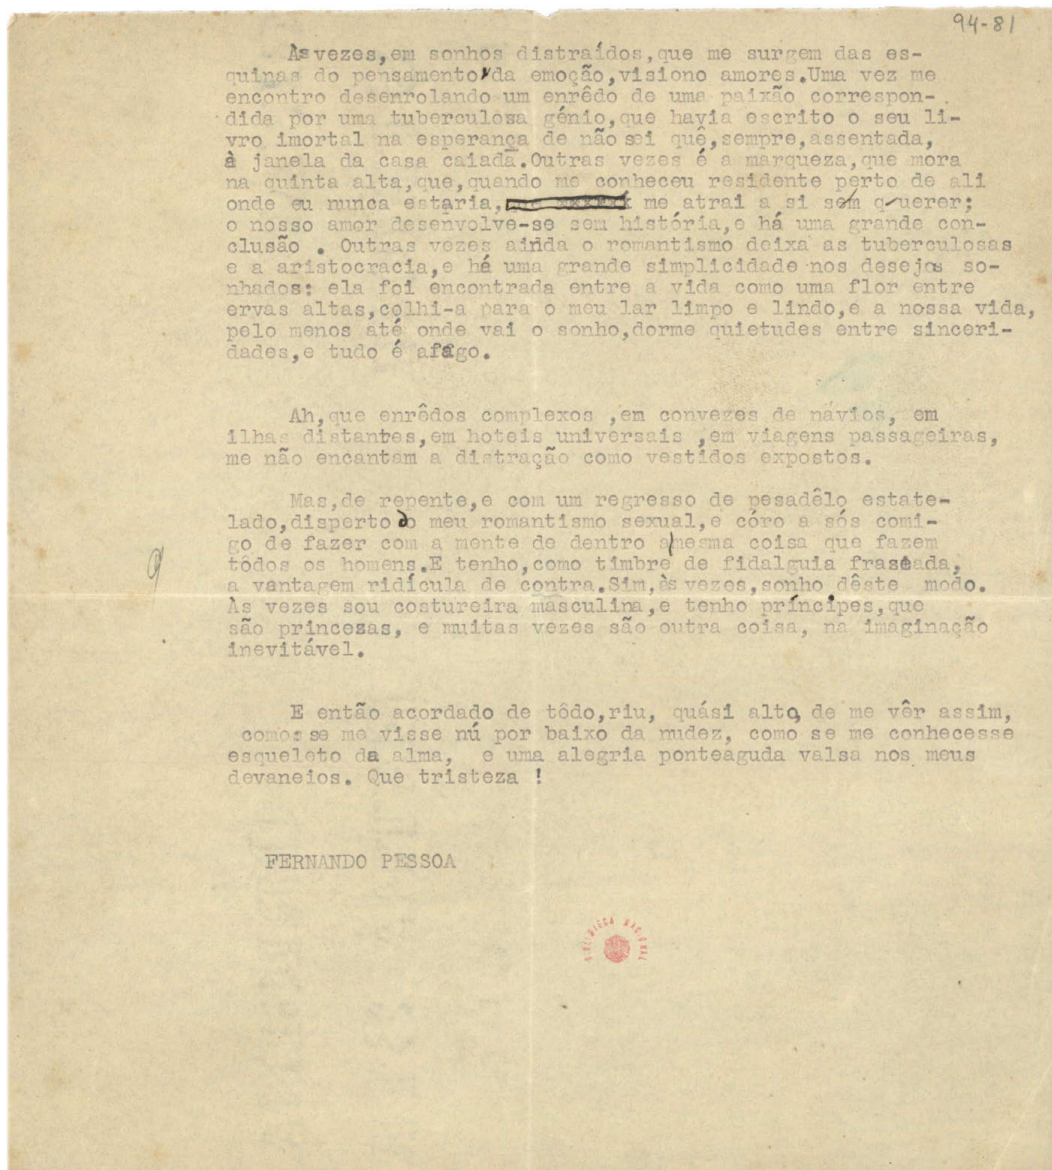 94-81
Às vezes,em sonhos distraídos,que me surgem das es-
quinas do pensamento da emoção,visiono amores.Uma vez me
encontro desenrolando um enrêdo de uma paixão correspon-
dida por uma tuberculosa génio,que havia escrito o seu li-
vro imortal na esperança de não sei quê,sempre,assentada,
à janela da casa caiada.Outras vezes é a marqueza,que mora
na quinta alta,que,quando me conheceu residente perto de ali
onde eu nunca estaria, me atrai a si sem querer;
o nosso amor desenvolve-se sem história,e há uma grande con-
clusão . Outras vezes ainda o romantismo deixa as tuberculosas
e a aristocracia,e há uma grande simplicidade nos desejos so-
nhados: ela foi encontrada entre a vida como uma flor entre
ervas altas,colhi-a para o meu lar limpo e lindo,e a nossa vida,
pelo menos até onde vai o sonho,dorme quietudes entre sinceri-
dades,e tudo é afago.
Ah,que enrêdos complexos ,em convezes de návios, em
ilhas distantes,em hoteis universais ,em viagens passageiras,
me não encantam a distração como vestidos expostos.
Mas,de repente,e com um regresso de pesadêlo estate-
lado,disperto do meu romantismo sexual,e córo a sós comi-
go de fazer com a mente de dentro a mesma coisa que fazem
tôdos os homens.E tenho,como timbre de fidalguia fraseada,
a vantagem ridícula de contra.Sim,às vezes,sonho dêste modo.
Às vezes sou costureira masculina,e tenho príncipes,que
são princezas, e muitas vezes são outra coisa, na imaginação
inevitável.
E então acordado de tôdo,riu, quási alto, de me vêr assim,
como se me visse nú por baixo da nudez, como se me conhecesse
esqueleto da alma, e uma alegria ponteaguda valsa nos meus
devaneios. Que tristeza !
FERNANDO PESSOA
BIBLIOTECA NACIONAL